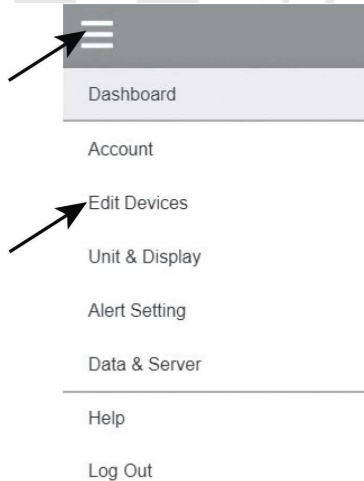 Dashboard
Account
Edit Devices
Unit & Display
Alert Setting
Data & Server
Help
Log Out